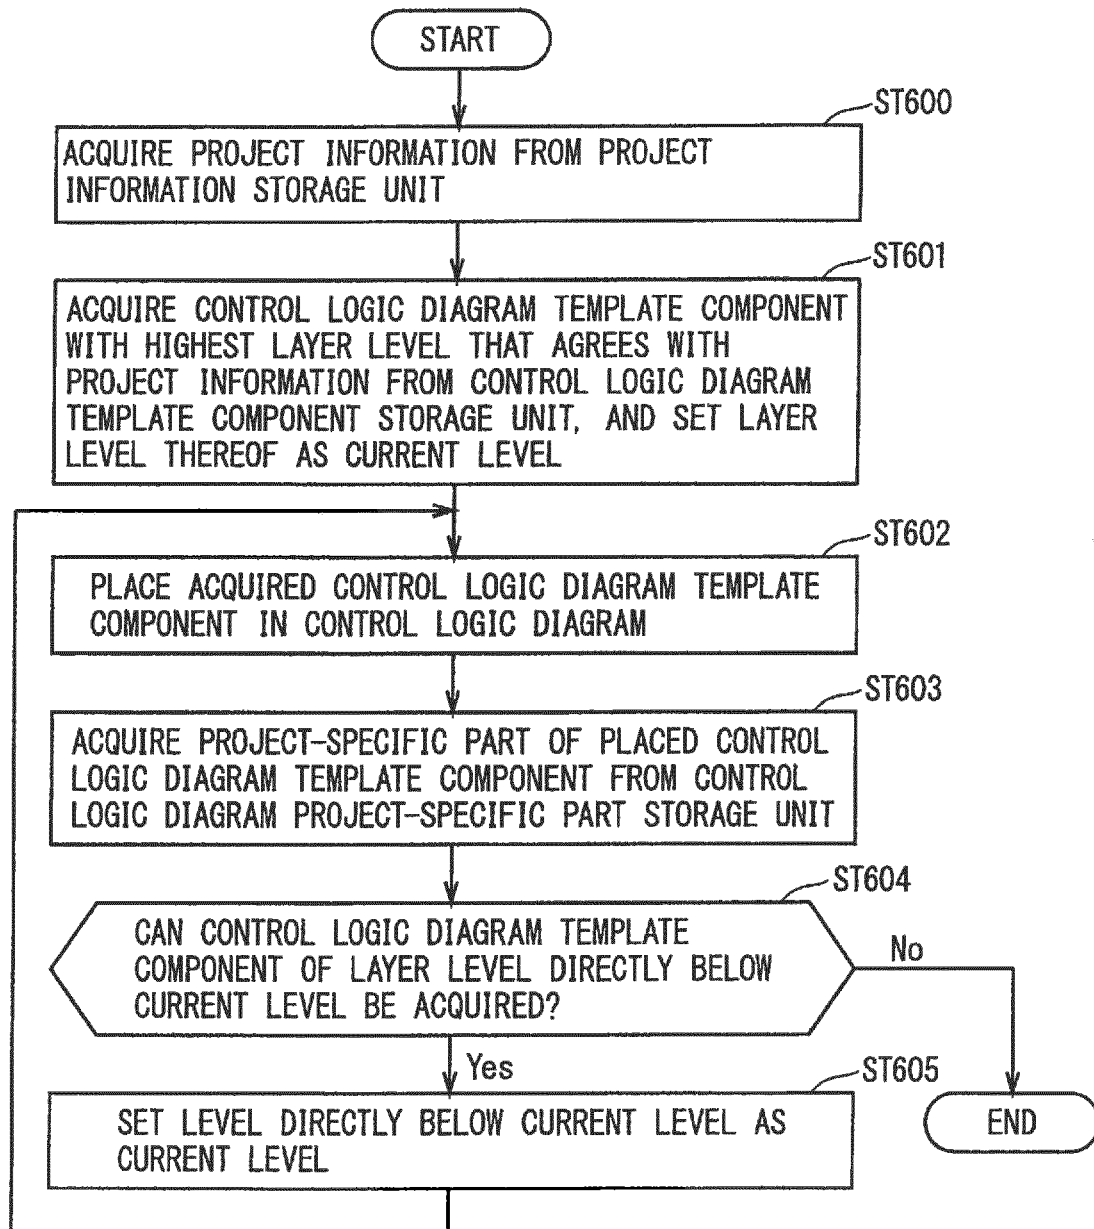 START
ST600
ACQUIRE PROJECT INFORMATION FROM PROJECT
INFORMATION STORAGE UNIT
ST601
ACQUIRE CONTROL LOGIC DIAGRAM TEMPLATE COMPONENT
WITH HIGHEST LAYER LEVEL THAT AGREES WITH
PROJECT INFORMATION FROM CONTROL LOGIC DIAGRAM
TEMPLATE COMPONENT STORAGE UNIT, AND SET LAYER
LEVEL THEREOF AS CURRENT LEVEL
ST602
PLACE ACQUIRED CONTROL LOGIC DIAGRAM TEMPLATE
COMPONENT IN CONTROL LOGIC DIAGRAM
ST603
ACQUIRE PROJECT-SPECIFIC PART OF PLACED CONTROL
LOGIC DIAGRAM TEMPLATE COMPONENT FROM CONTROL
LOGIC DIAGRAM PROJECT-SPECIFIC PART STORAGE UNIT
ST604
CAN CONTROL LOGIC DIAGRAM TEMPLATE
COMPONENT OF LAYER LEVEL DIRECTLY BELOW
CURRENT LEVEL BE ACQUIRED?
No
Yes
ST605
SET LEVEL DIRECTLY BELOW CURRENT LEVEL AS
CURRENT LEVEL
END